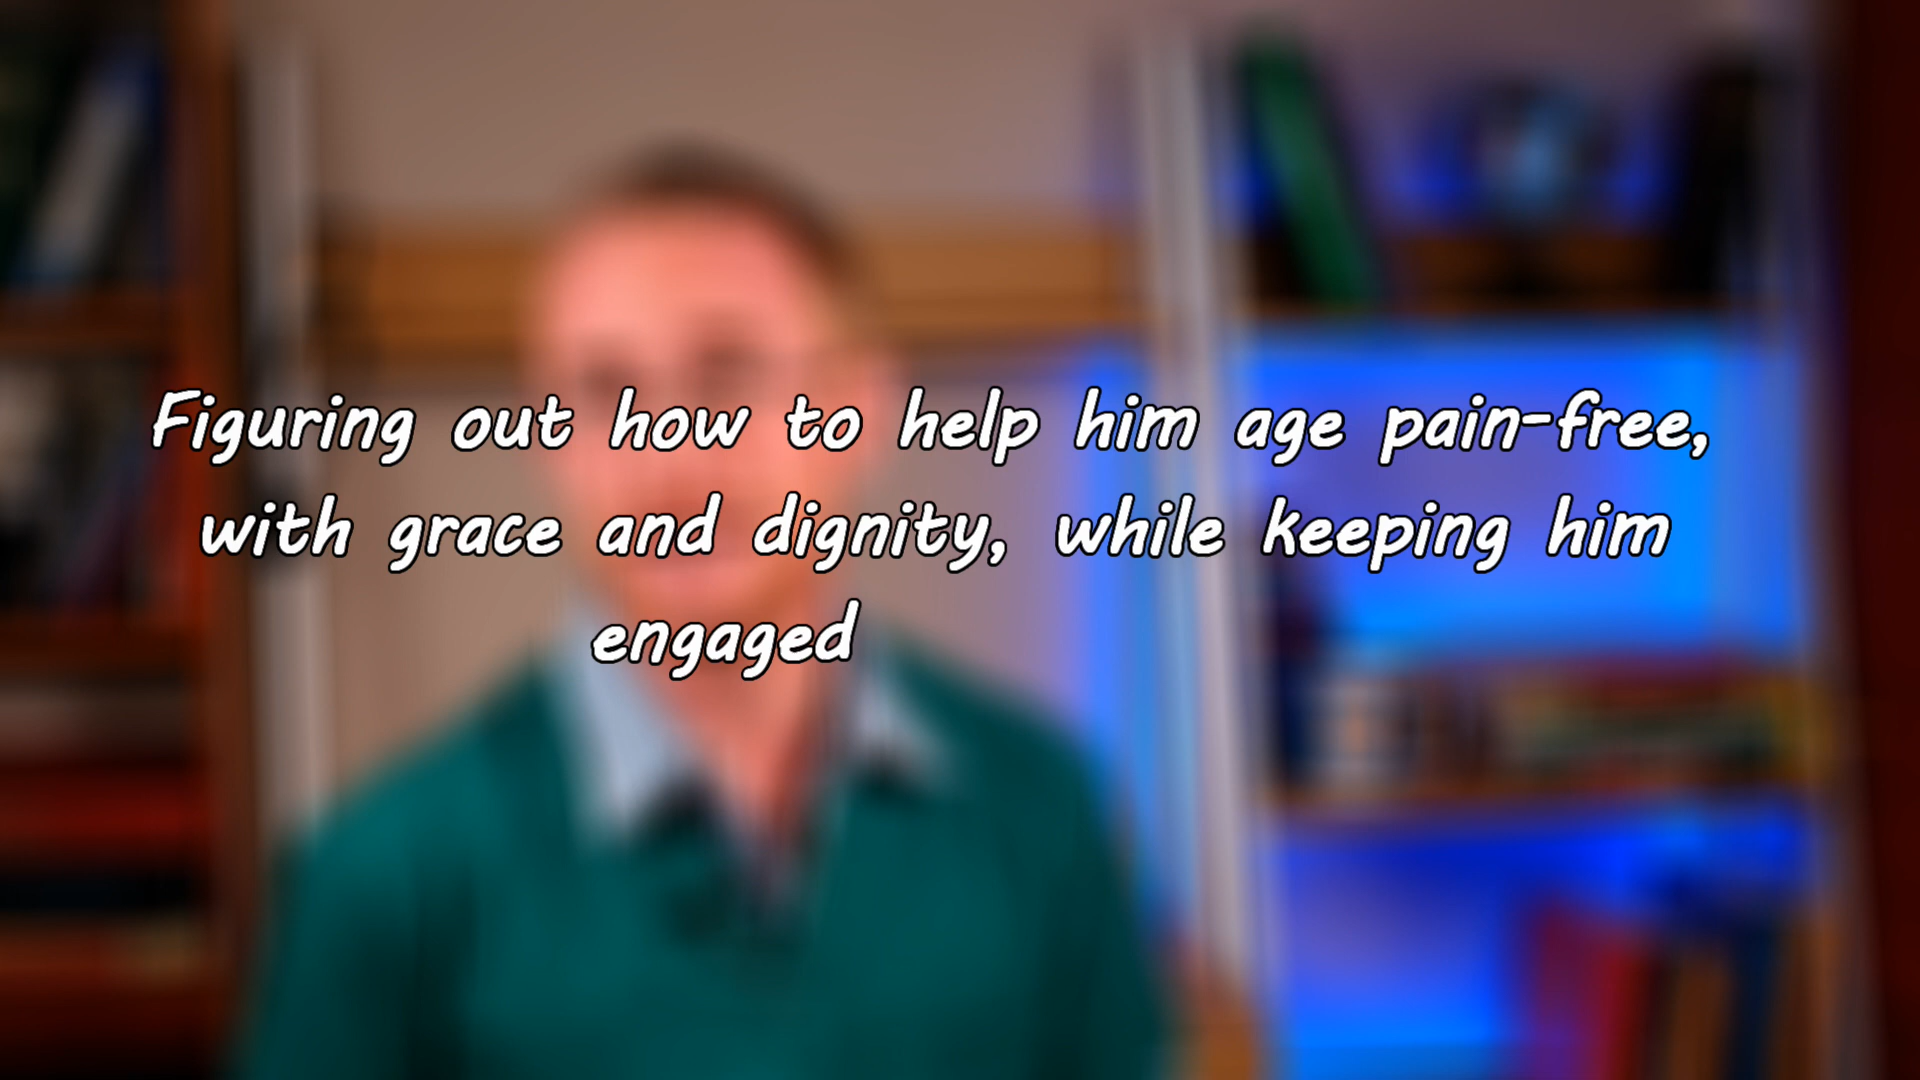 Figuring out how to help him age pain-free,
with grace and dignity, while keeping him
engaged